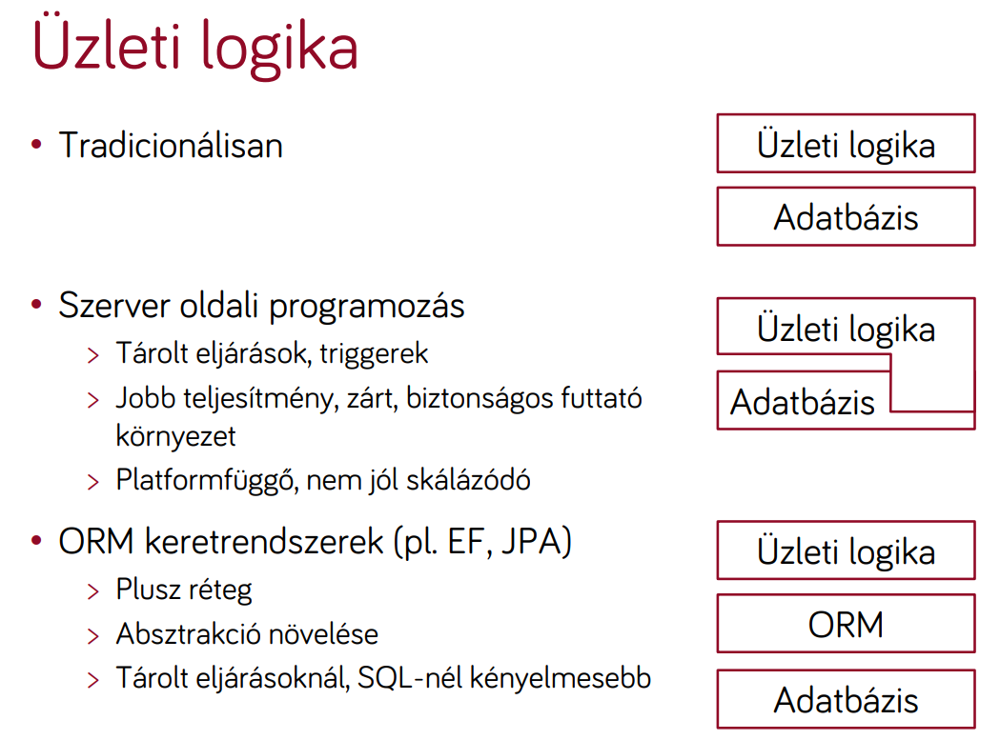 Üzleti logika
• Tradicionálisan
Üzleti logika
Adatbázis
• Szerver oldali programozás
> Tárolt eljárások, triggerek
> Jobb teljesítmény, zárt, biztonságos futtató
környezet
> Platformfüggő, nem jól skálázódó
Üzleti logika
Adatbázis
• ORM keretrendszerek (pl. EF, JPA)
> Plusz réteg
> Absztrakció növelése
> Tárolt eljárásoknál, SQL-nél kényelmesebb
Üzleti logika
ORM
Adatbázis